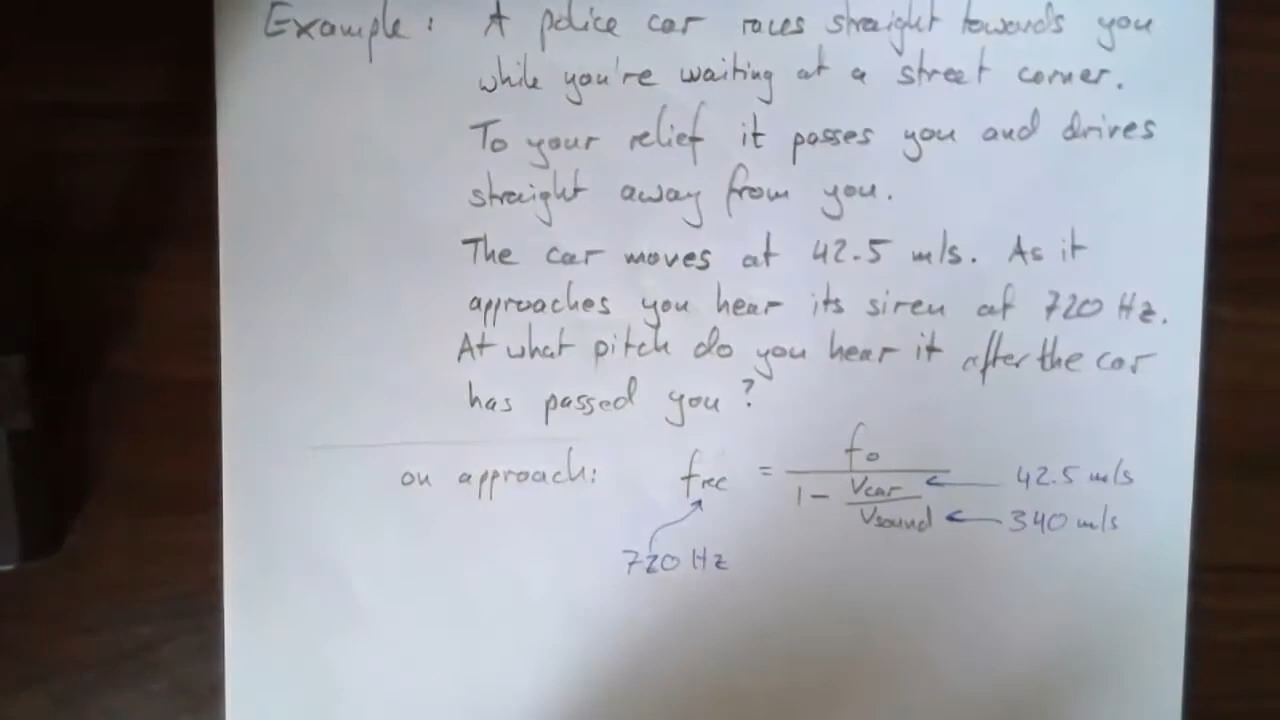 Example: A police car races straight towards you
while you're waiting at a street corner.
To your relief it passes you and drives
straight away from you.
The car moves at 42.5 m/s. As it
approaches you hear its siren at 720 Hz.
At what pitch do you hear it after the car
has passed you?
on approach: frec = f0 / (1 - Vcar / Vsound)
42.5 m/s
340 m/s
720 Hz